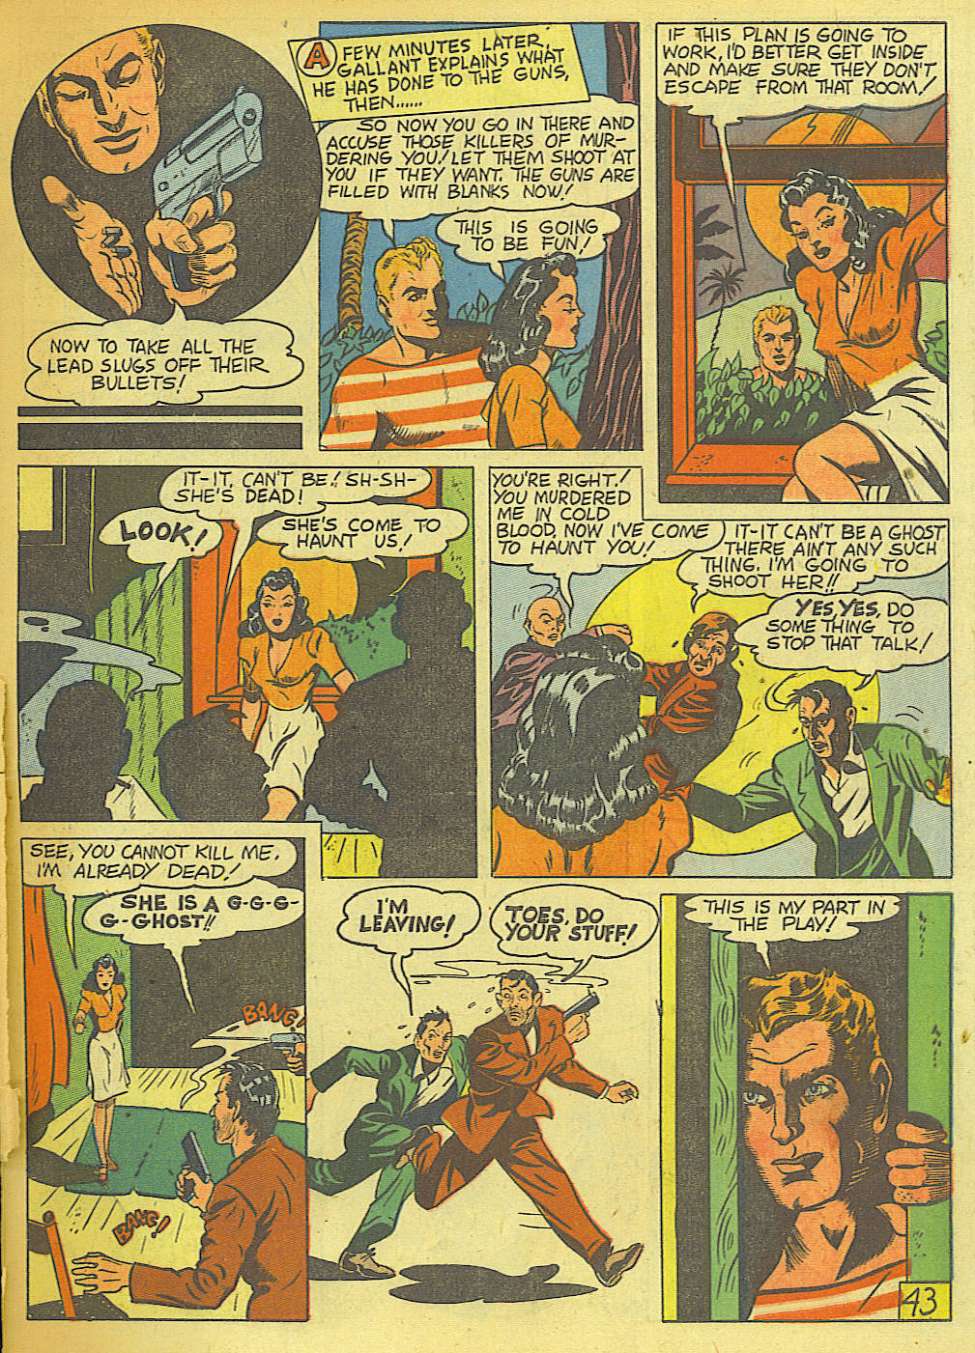 NOW TO TAKE ALL THE
LEAD SLUGS OFF THEIR
BULLETS!
A FEW MINUTES LATER,
GALLANT EXPLAINS WHAT
HE HAS DONE TO THE GUNS,
THEN......
SO NOW YOU GO IN THERE AND
ACCUSE THOSE KILLERS OF MUR-
DERING YOU! LET THEM SHOOT AT
YOU IF THEY WANT. THE GUNS ARE
FILLED WITH BLANKS NOW!
THIS IS GOING
TO BE FUN!
IF THIS PLAN IS GOING TO
WORK, I'D BETTER GET INSIDE
AND MAKE SURE THEY DON'T
ESCAPE FROM THAT ROOM!
IT-IT, CAN'T BE! SH-SH-
SHE'S DEAD!
LOOK!
SHE'S COME TO
HAUNT US!
YOU'RE RIGHT!
YOU MURDERED
ME IN COLD
BLOOD. NOW I'VE COME
TO HAUNT YOU!
IT-IT CAN'T BE A GHOST
THERE AIN'T ANY SUCH
THING. I'M GOING TO
SHOOT HER!!
YES, YES, DO
SOME THING TO
STOP THAT TALK!
SEE, YOU CANNOT KILL ME,
I'M ALREADY DEAD!
SHE IS A G-G-G-
G-GHOST!!
BANG!
BANG!
I'M
LEAVING!
TOES, DO
YOUR STUFF!
THIS IS MY PART IN
THE PLAY!
43